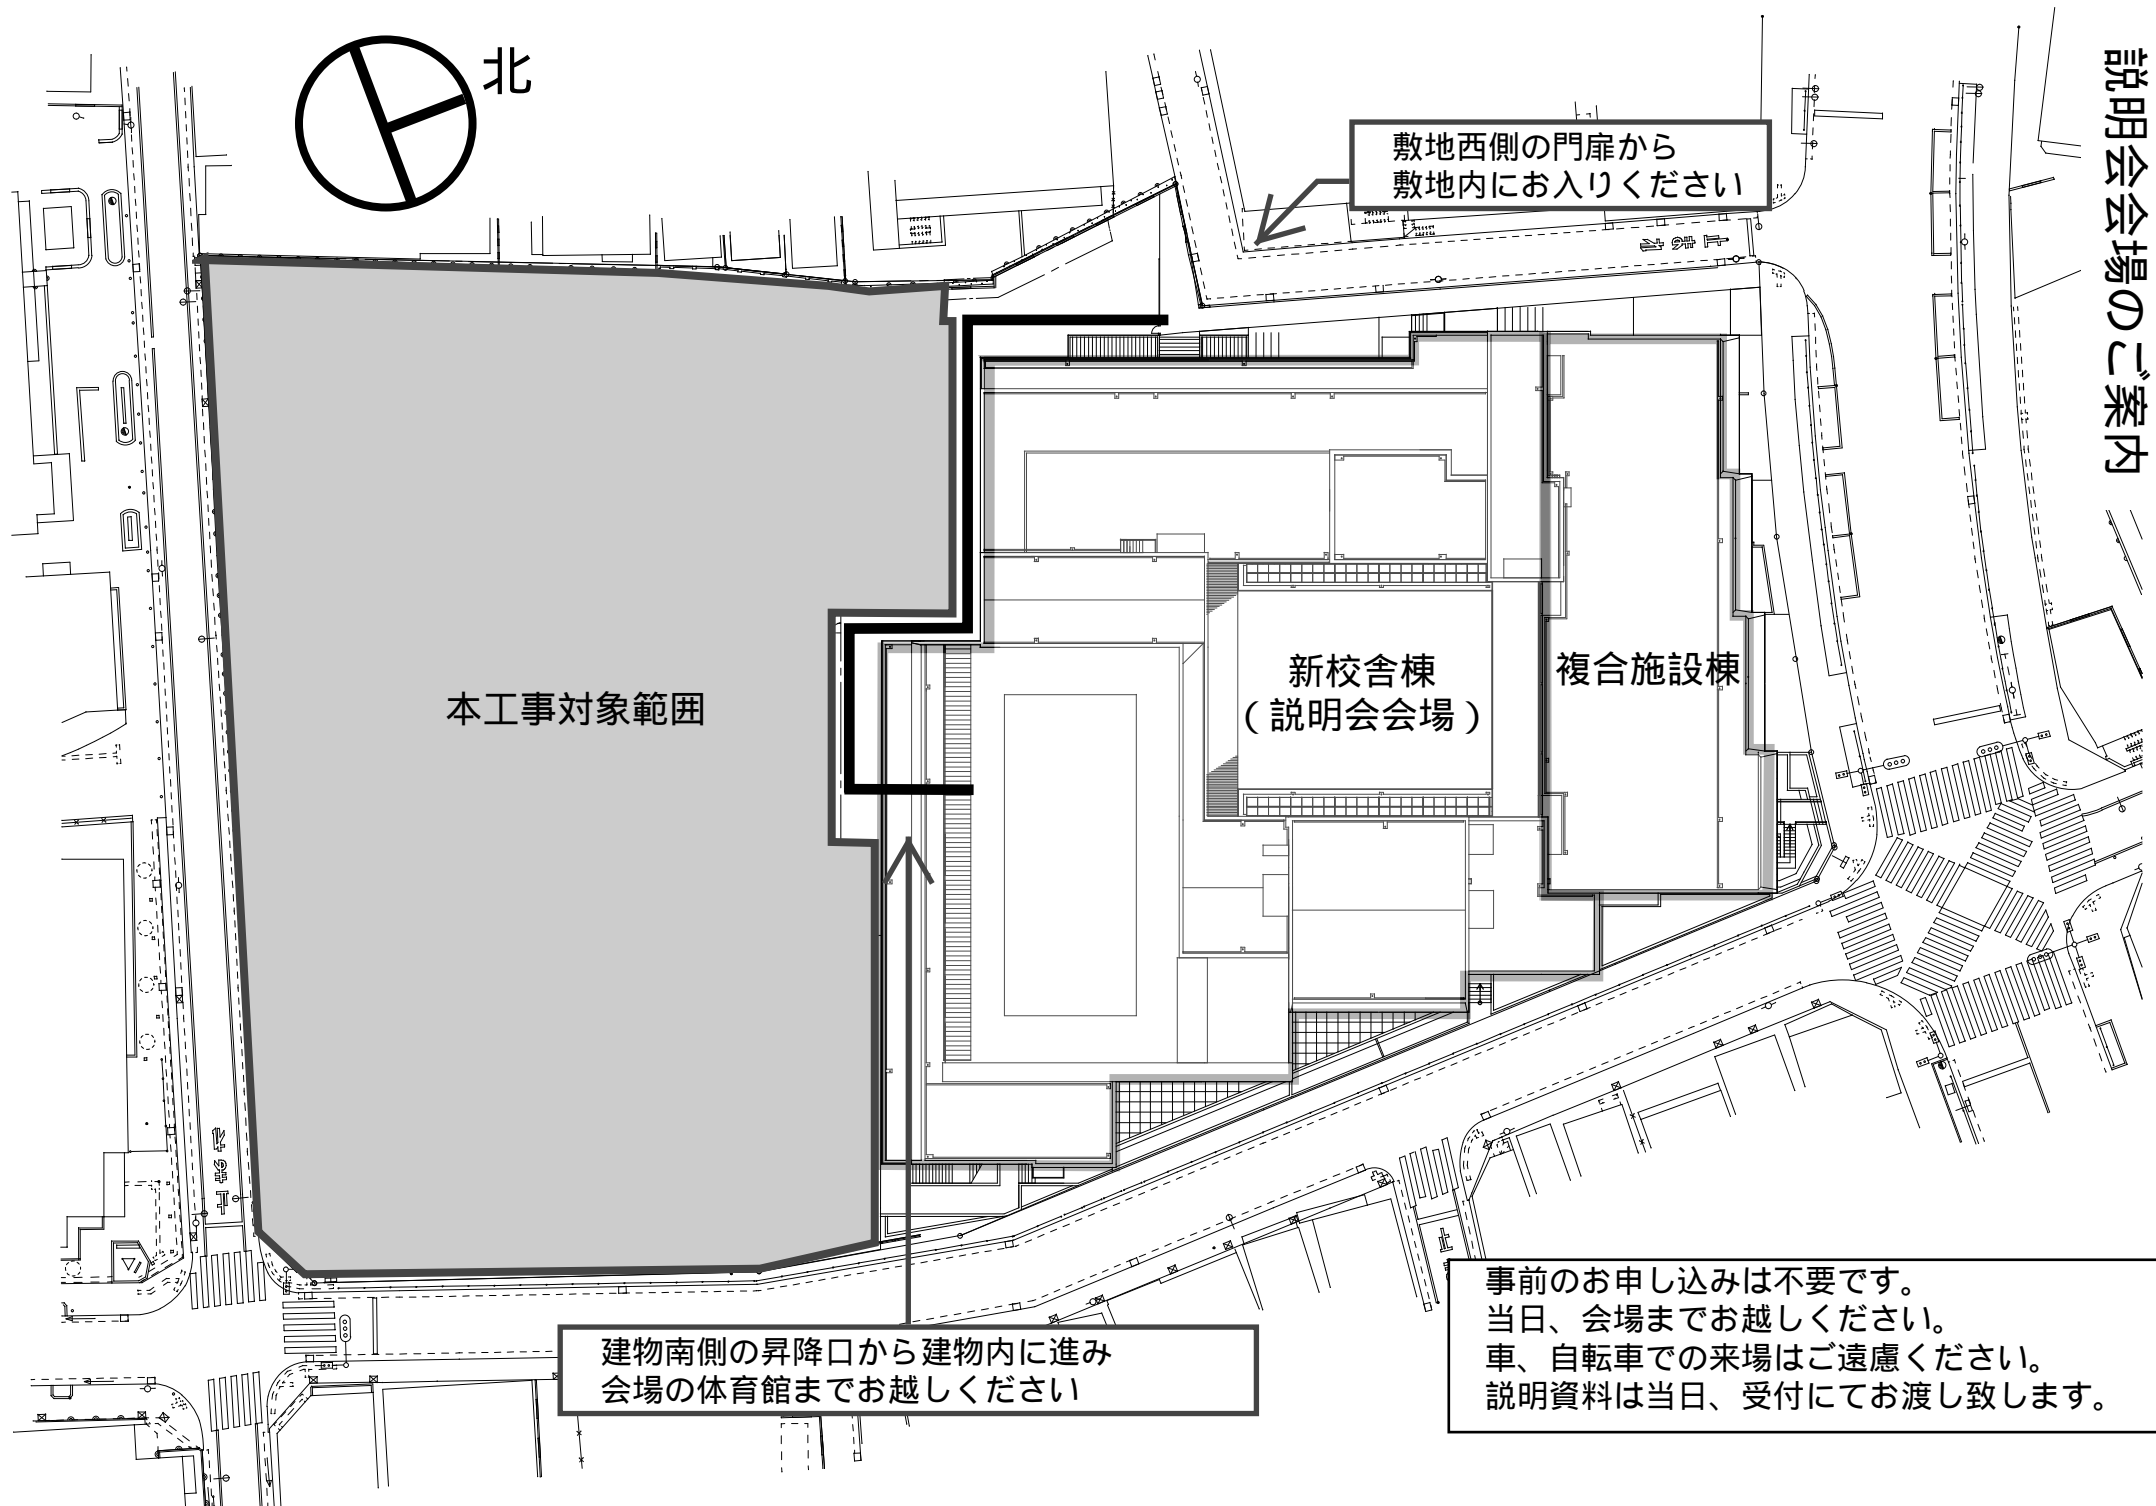 説明会会場のご案内
北
敷地西側の門扉から
敷地内にお入りください
止まれ
本工事対象範囲
新校舎棟
（説明会会場）
複合施設棟
止まれ
建物南側の昇降口から建物内に進み
会場の体育館までお越しください
事前のお申し込みは不要です。
当日、会場までお越しください。
車、自転車での来場はご遠慮ください。
説明資料は当日、受付にてお渡し致します。